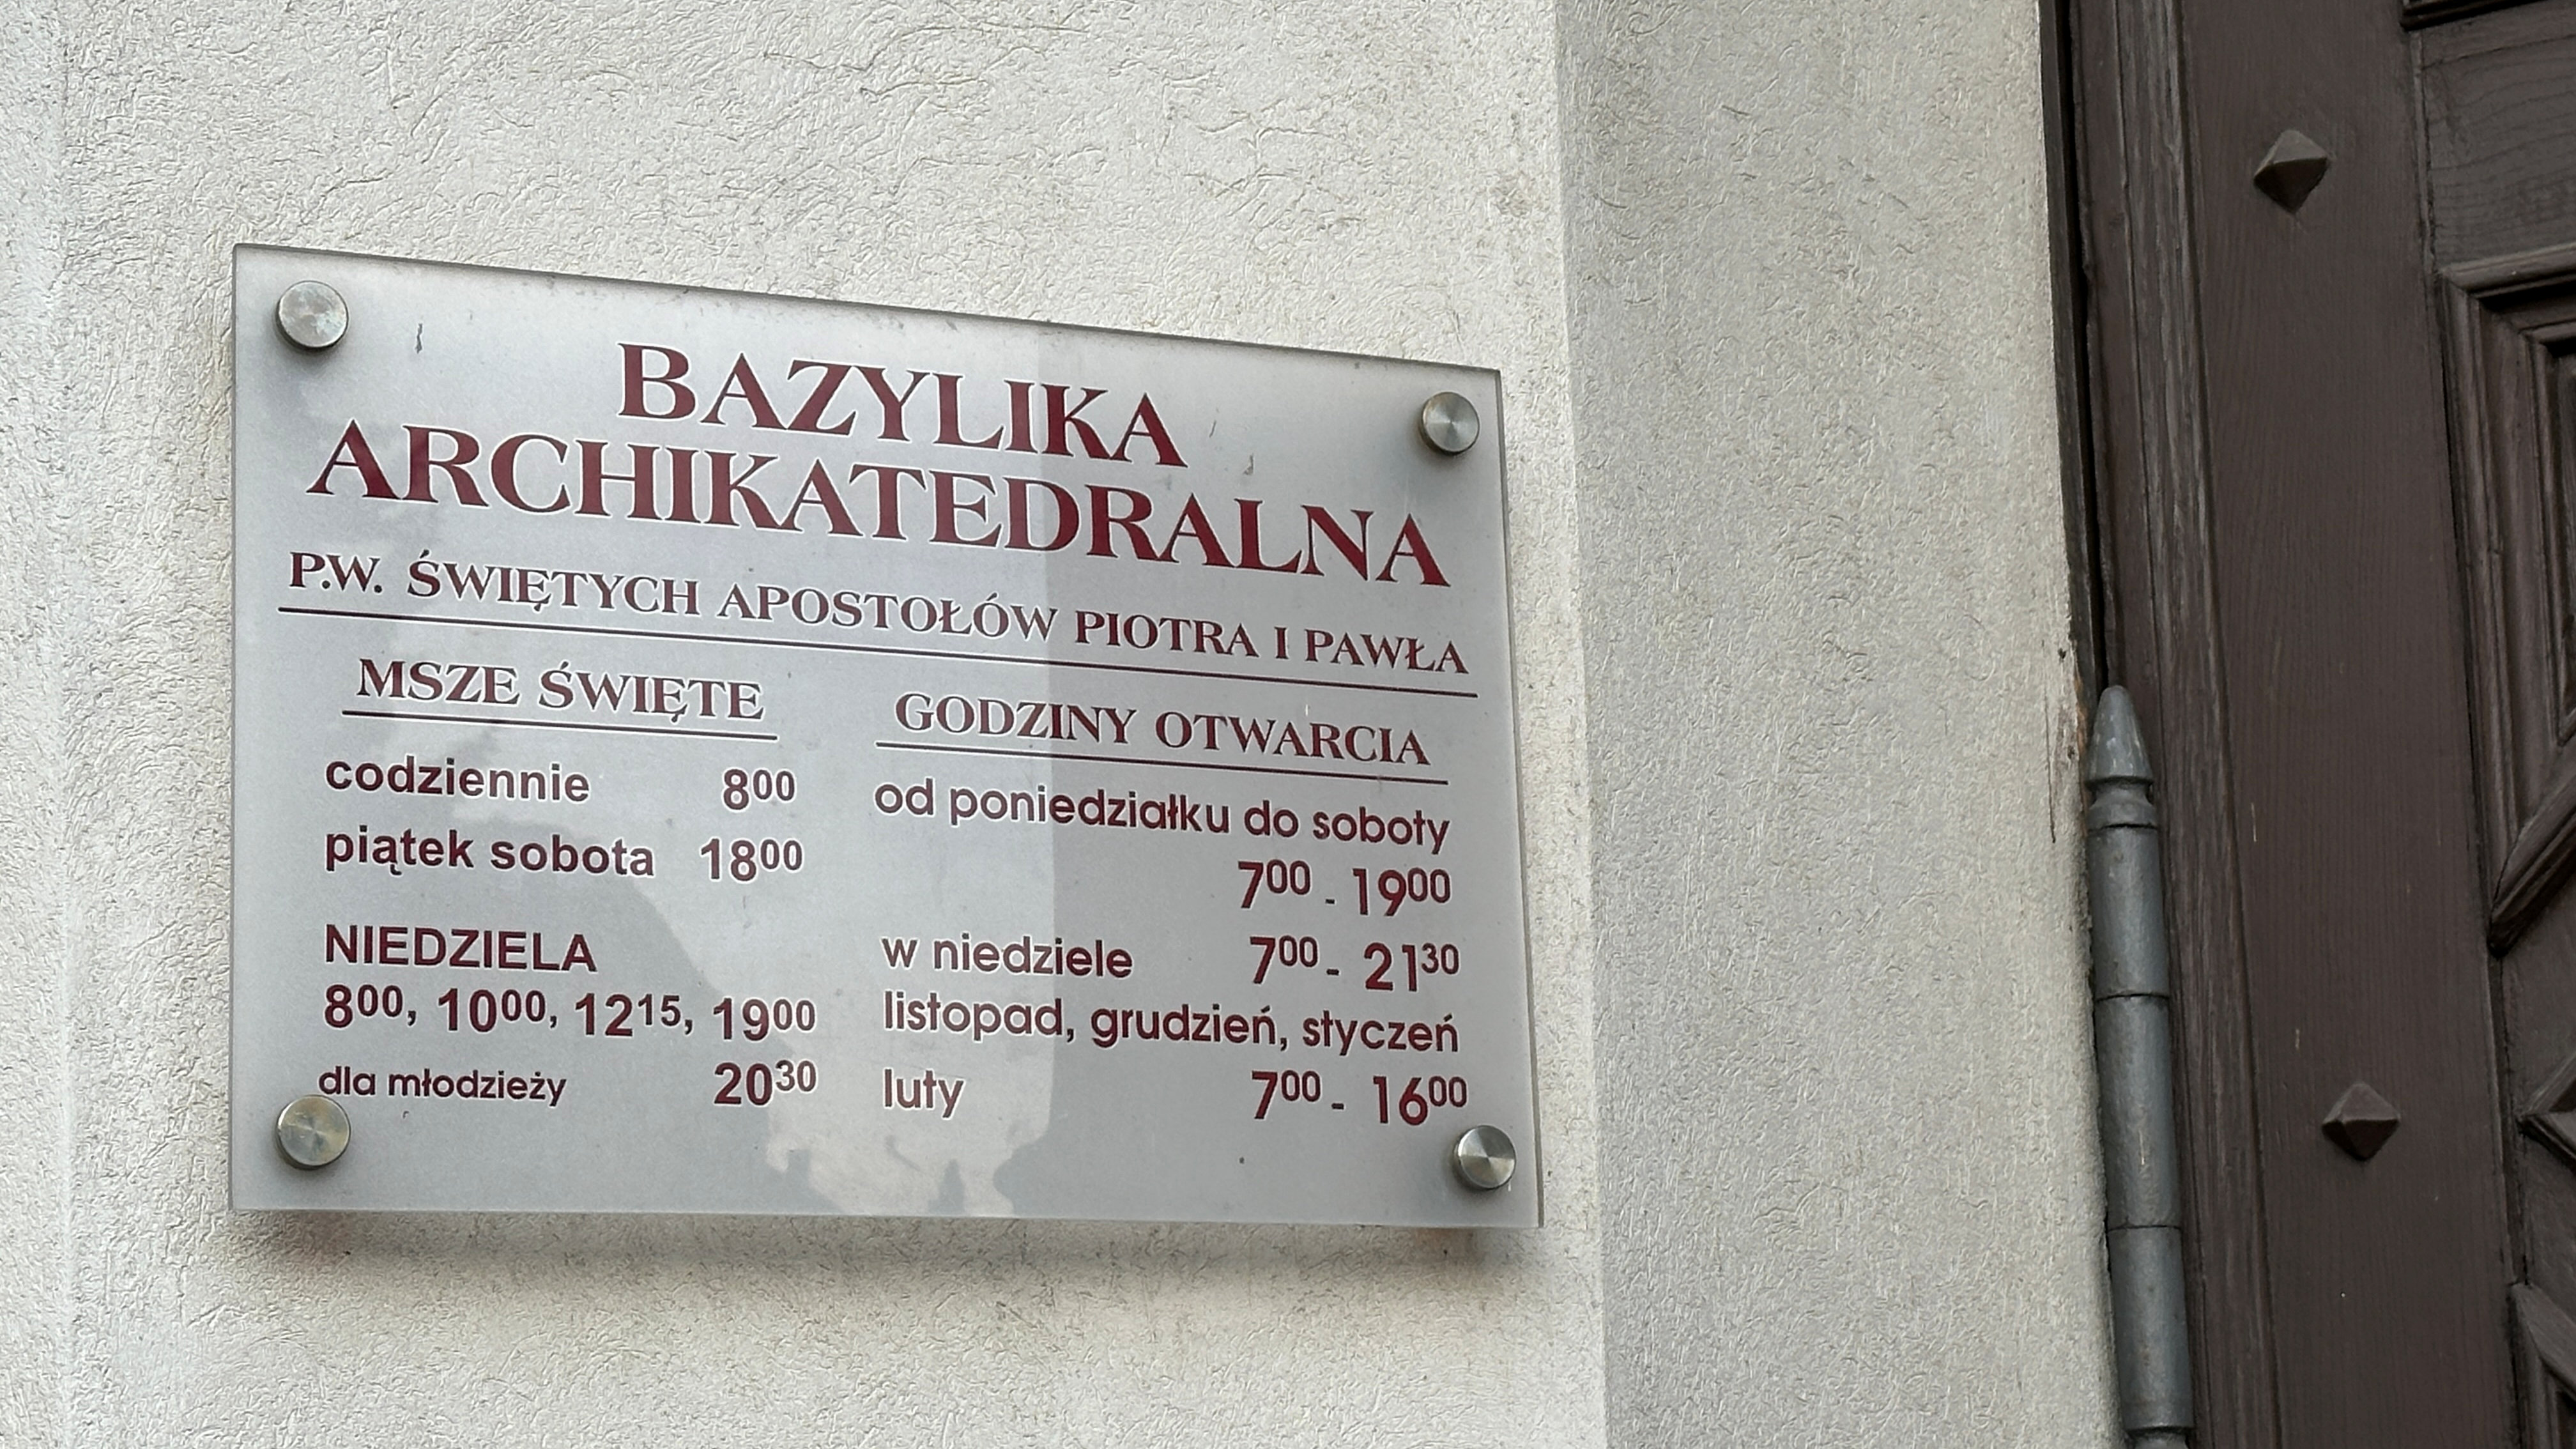 BAZYLIKA
ARCHIKATEDRALNA
P.W. ŚWIĘTYCH APOSTOŁÓW PIOTRA I PAWŁA
MSZE ŚWIĘTE
codziennie 8⁰⁰
piątek sobota 18⁰⁰
NIEDZIELA
8⁰⁰, 10⁰⁰, 12¹⁵, 19⁰⁰
dla młodzieży 20³⁰
GODZINY OTWARCIA
od poniedziałku do soboty
7⁰⁰ - 19⁰⁰
w niedziele 7⁰⁰ - 21³⁰
listopad, grudzień, styczeń
luty 7⁰⁰ - 16⁰⁰